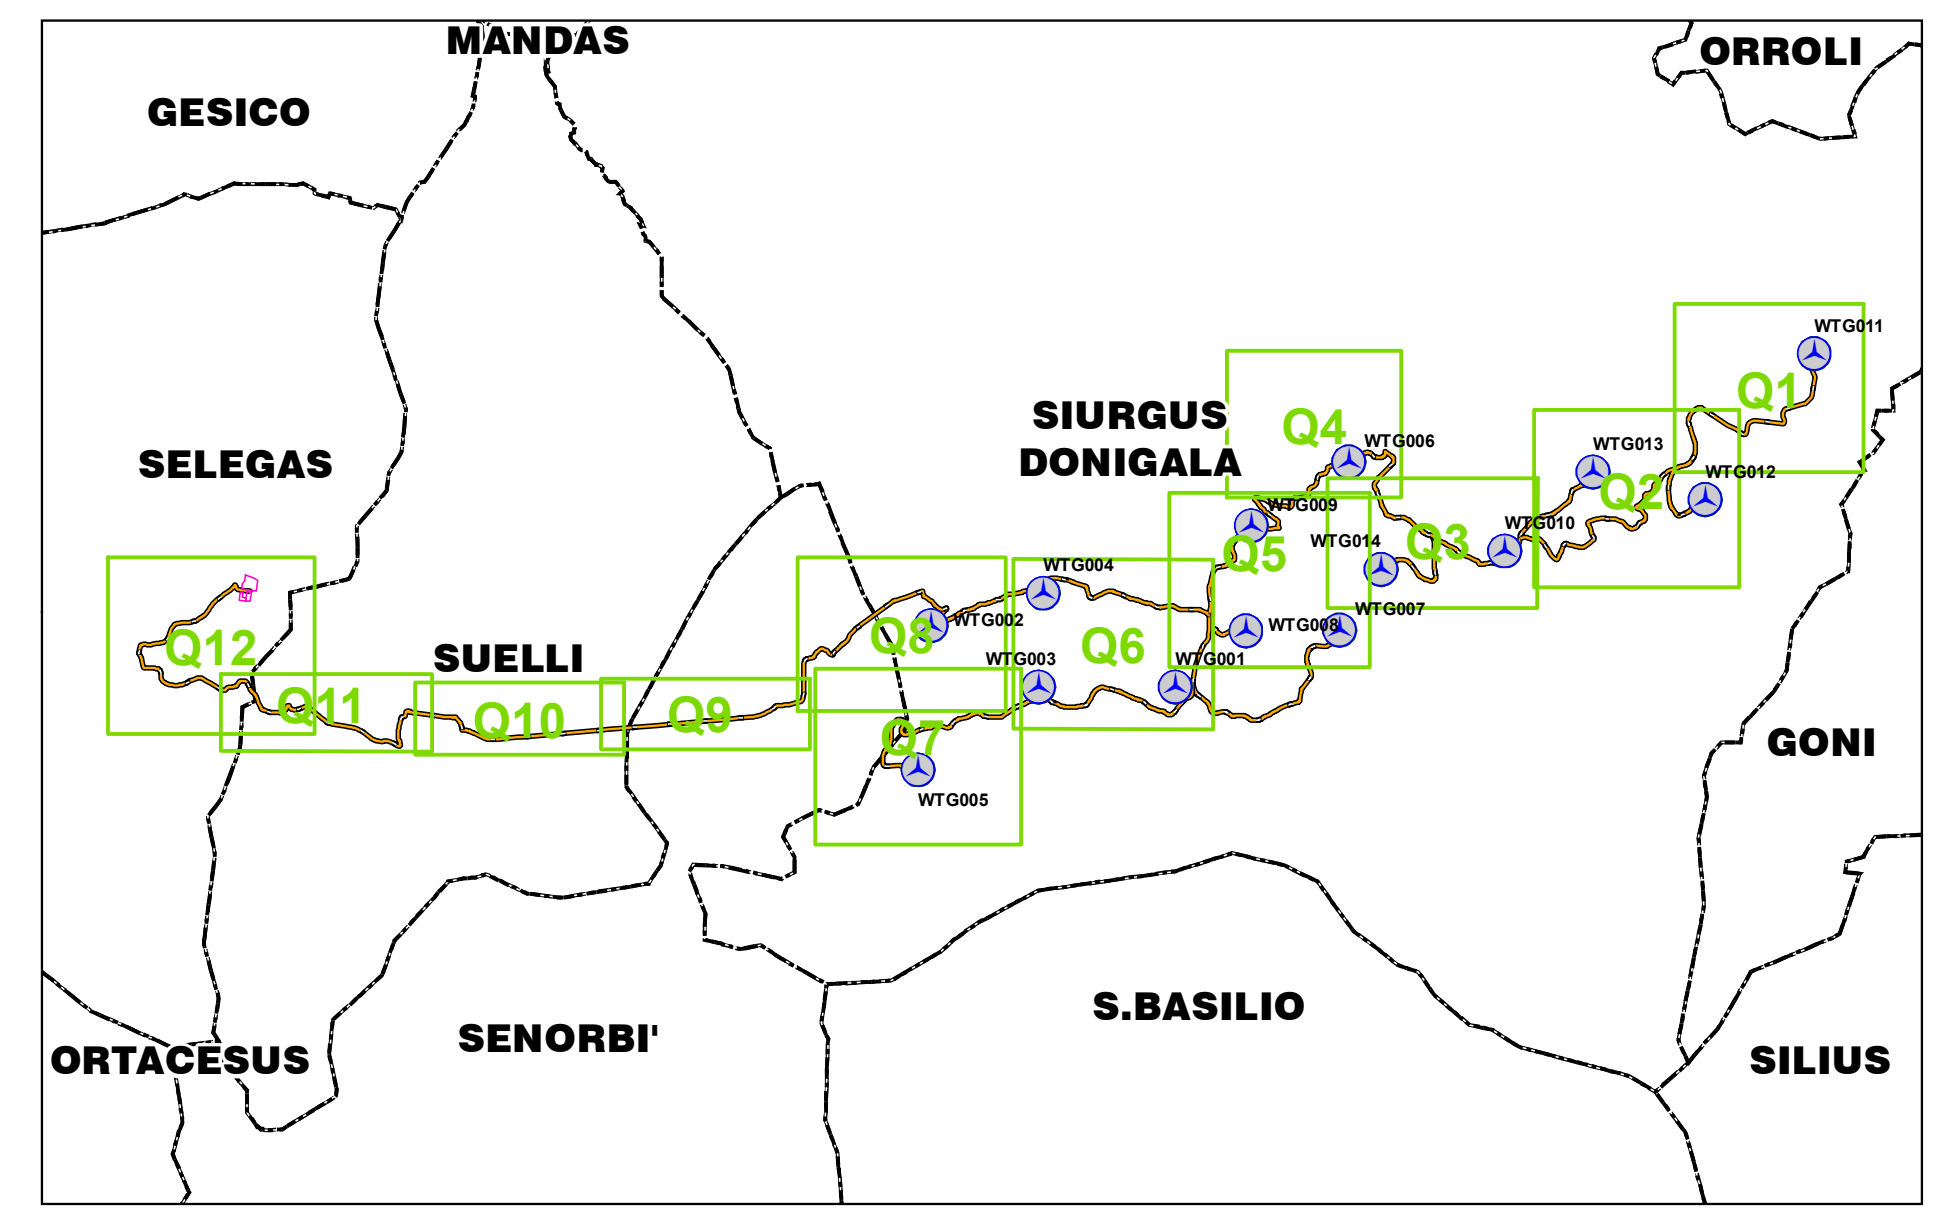 MANDAS
ORROLI
GESICO
WTG011
Q1
SIURGUS
DONIGALA
Q4
WTG006
WTG013
SELEGAS
WTG012
Q2
WTG009
WTG010
WTG014
Q3
Q5
WTG004
WTG007
WTG002
WTG008
Q8
Q6
Q12
SUELLI
WTG003
WTG001
Q11
Q10
Q9
Q7
GONI
WTG005
S.BASILIO
SENORBI'
ORTACESUS
SILIUS